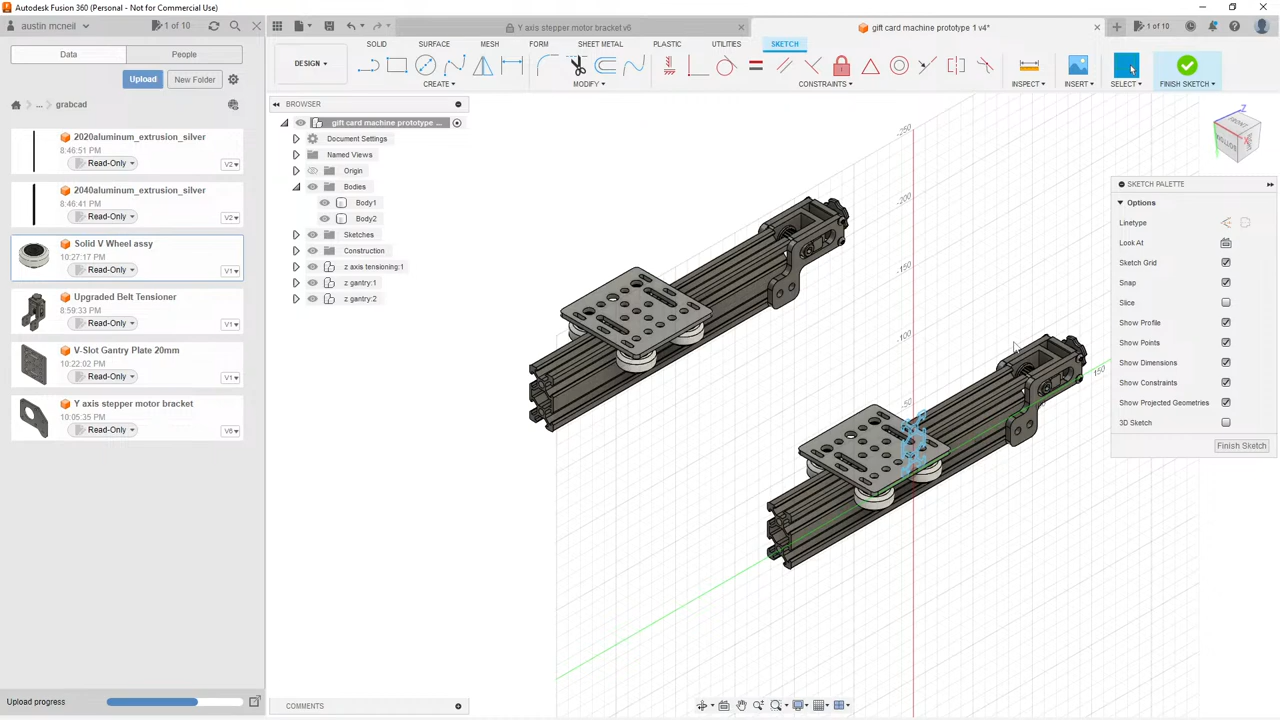 Autodesk Fusion 360 (Personal - Not for Commercial Use)
austin mcneil
1 of 10
Y axis stepper motor bracket v6
gift card machine prototype 1 v4*
1 of 10
Data
People
SOLID
SURFACE
MESH
FORM
SHEET METAL
PLASTIC
UTILITIES
SKETCH
Upload
New Folder
DESIGN
CREATE
MODIFY
CONSTRAINTS
INSPECT
INSERT
SELECT
FINISH SKETCH
... grabcad
BROWSER
gift card machine prototype ...
Document Settings
Named Views
Origin
Bodies
Body1
Body2
Sketches
Construction
z axis tensioning:1
z gantry:1
z gantry:2
2020aluminum_extrusion_silver
8:46:51 PM
Read-Only
V2
2040aluminum_extrusion_silver
8:46:41 PM
Read-Only
V2
Solid V Wheel assy
10:27:17 PM
Read-Only
V1
Upgraded Belt Tensioner
8:59:33 PM
Read-Only
V1
V-Slot Gantry Plate 20mm
10:22:02 PM
Read-Only
V1
Y axis stepper motor bracket
10:05:35 PM
Read-Only
V6
250
200
150
100
50
150
Z
FRONT
BOTTOM
SKETCH PALETTE
Options
Linetype
Look At
Sketch Grid
Snap
Slice
Show Profile
Show Points
Show Dimensions
Show Constraints
Show Projected Geometries
3D Sketch
Finish Sketch
Upload progress
COMMENTS